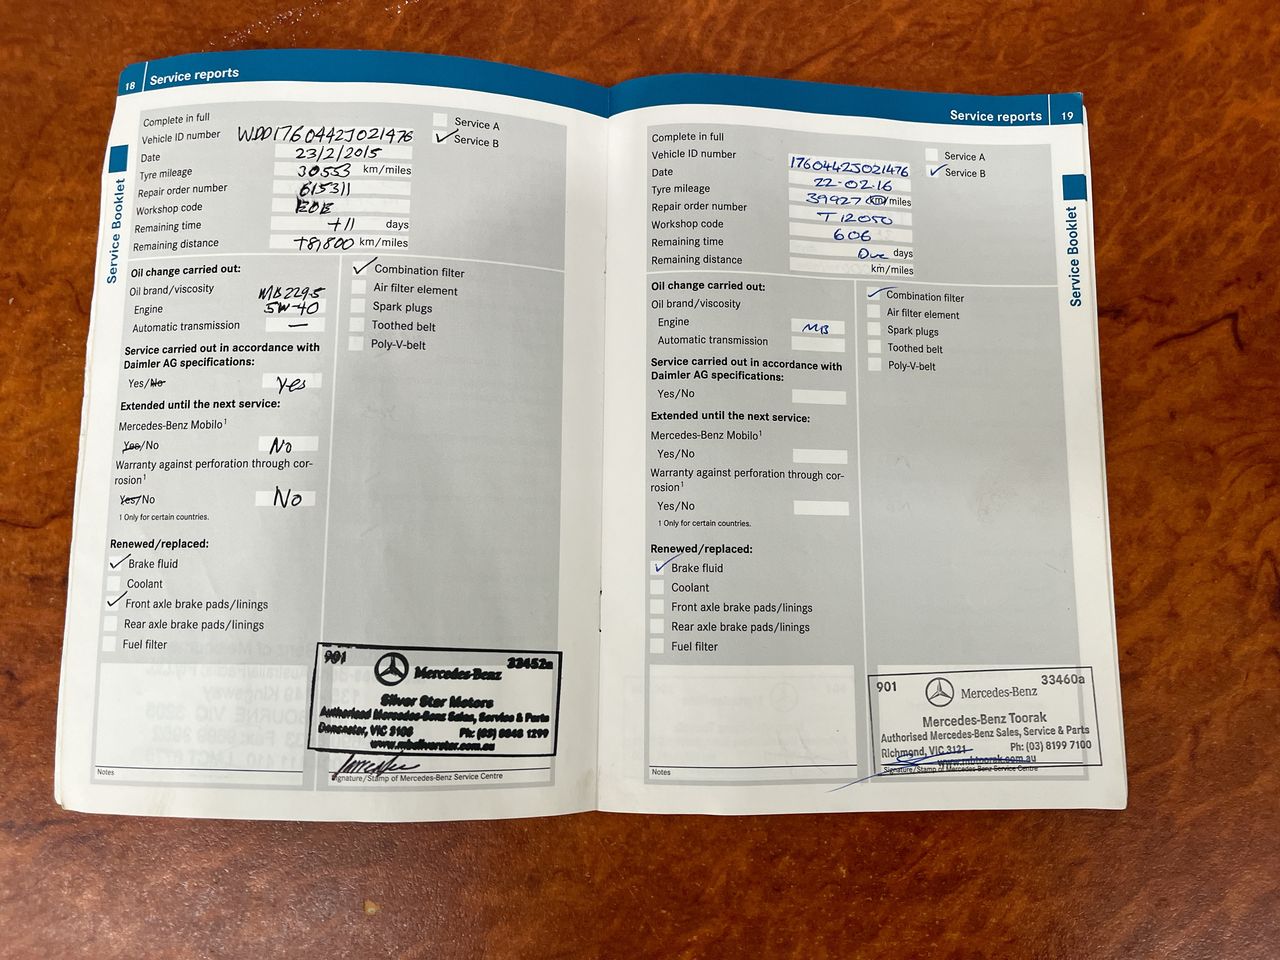 18 Service reports
Complete in full
Service A
Vehicle ID number WDD1760442J021476
Service B
Date 23/2/2015
Tyre mileage 30553 km/miles
Repair order number 615311
Workshop code
Remaining time +11 days
Remaining distance +8,800 km/miles
Service Booklet
Oil change carried out:
Oil brand/viscosity MB229.5
Engine 5W-40
Automatic transmission —
Service carried out in accordance with
Daimler AG specifications:
Yes/No Yes
Extended until the next service:
Mercedes-Benz Mobilo¹
Yes/No No
Warranty against perforation through cor-
rosion¹
Yes/No No
1 Only for certain countries.
Combination filter
Air filter element
Spark plugs
Toothed belt
Poly-V-belt
Renewed/replaced:
Brake fluid
Coolant
Front axle brake pads/linings
Rear axle brake pads/linings
Fuel filter
901 Mercedes-Benz 33452a
Silver Star Motors
Authorised Mercedes-Benz Sales, Service & Parts
Doncaster, VIC 3108 Ph: (03) 8848 1299
www.mbsilverstar.com.au
Notes
Signature/Stamp of Mercedes-Benz Service Centre
Service reports 19
Complete in full
Service A
Vehicle ID number 1760442J021476
Service B
Date 22-02.16
Tyre mileage 39927 km/miles
Repair order number T12050
Workshop code 606
Remaining time Due days
Remaining distance km/miles
Service Booklet
Oil change carried out:
Oil brand/viscosity
Engine MB
Automatic transmission
Service carried out in accordance with
Daimler AG specifications:
Yes/No
Extended until the next service:
Mercedes-Benz Mobilo¹
Yes/No
Warranty against perforation through cor-
rosion¹
Yes/No
1 Only for certain countries.
Combination filter
Air filter element
Spark plugs
Toothed belt
Poly-V-belt
Renewed/replaced:
Brake fluid
Coolant
Front axle brake pads/linings
Rear axle brake pads/linings
Fuel filter
901 Mercedes-Benz 33460a
Mercedes-Benz Toorak
Authorised Mercedes-Benz Sales, Service & Parts
Richmond, VIC 3121 Ph: (03) 8199 7100
www.mbtoorak.com.au
Notes
Signature/Stamp of Mercedes-Benz Service Centre